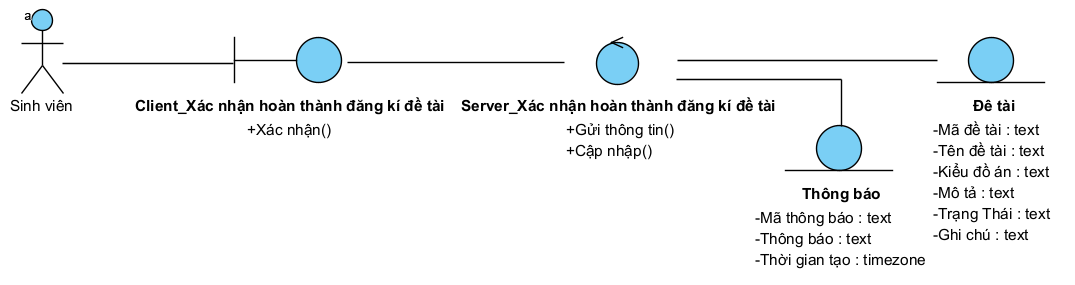 a
Sinh viên
Client_Xác nhận hoàn thành đăng kí đề tài
+Xác nhận()
Server_Xác nhận hoàn thành đăng kí đề tài
+Gửi thông tin()
+Cập nhập()
Đê tài
-Mã đề tài : text
-Tên đề tài : text
-Kiểu đồ án : text
-Mô tả : text
-Trạng Thái : text
-Ghi chú : text
Thông báo
-Mã thông báo : text
-Thông báo : text
-Thời gian tạo : timezone